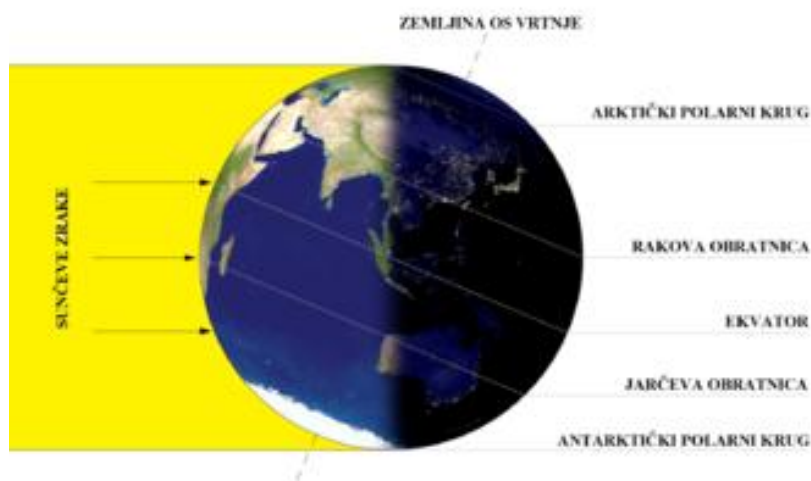 ZEMLJINA OS VRTNJE
ARKTIČKI POLARNI KRUG
SUNČEVE ZRAKE
RAKOVA OBRATNICA
EKVATOR
JARČEVA OBRATNICA
ANTARKTIČKI POLARNI KRUG